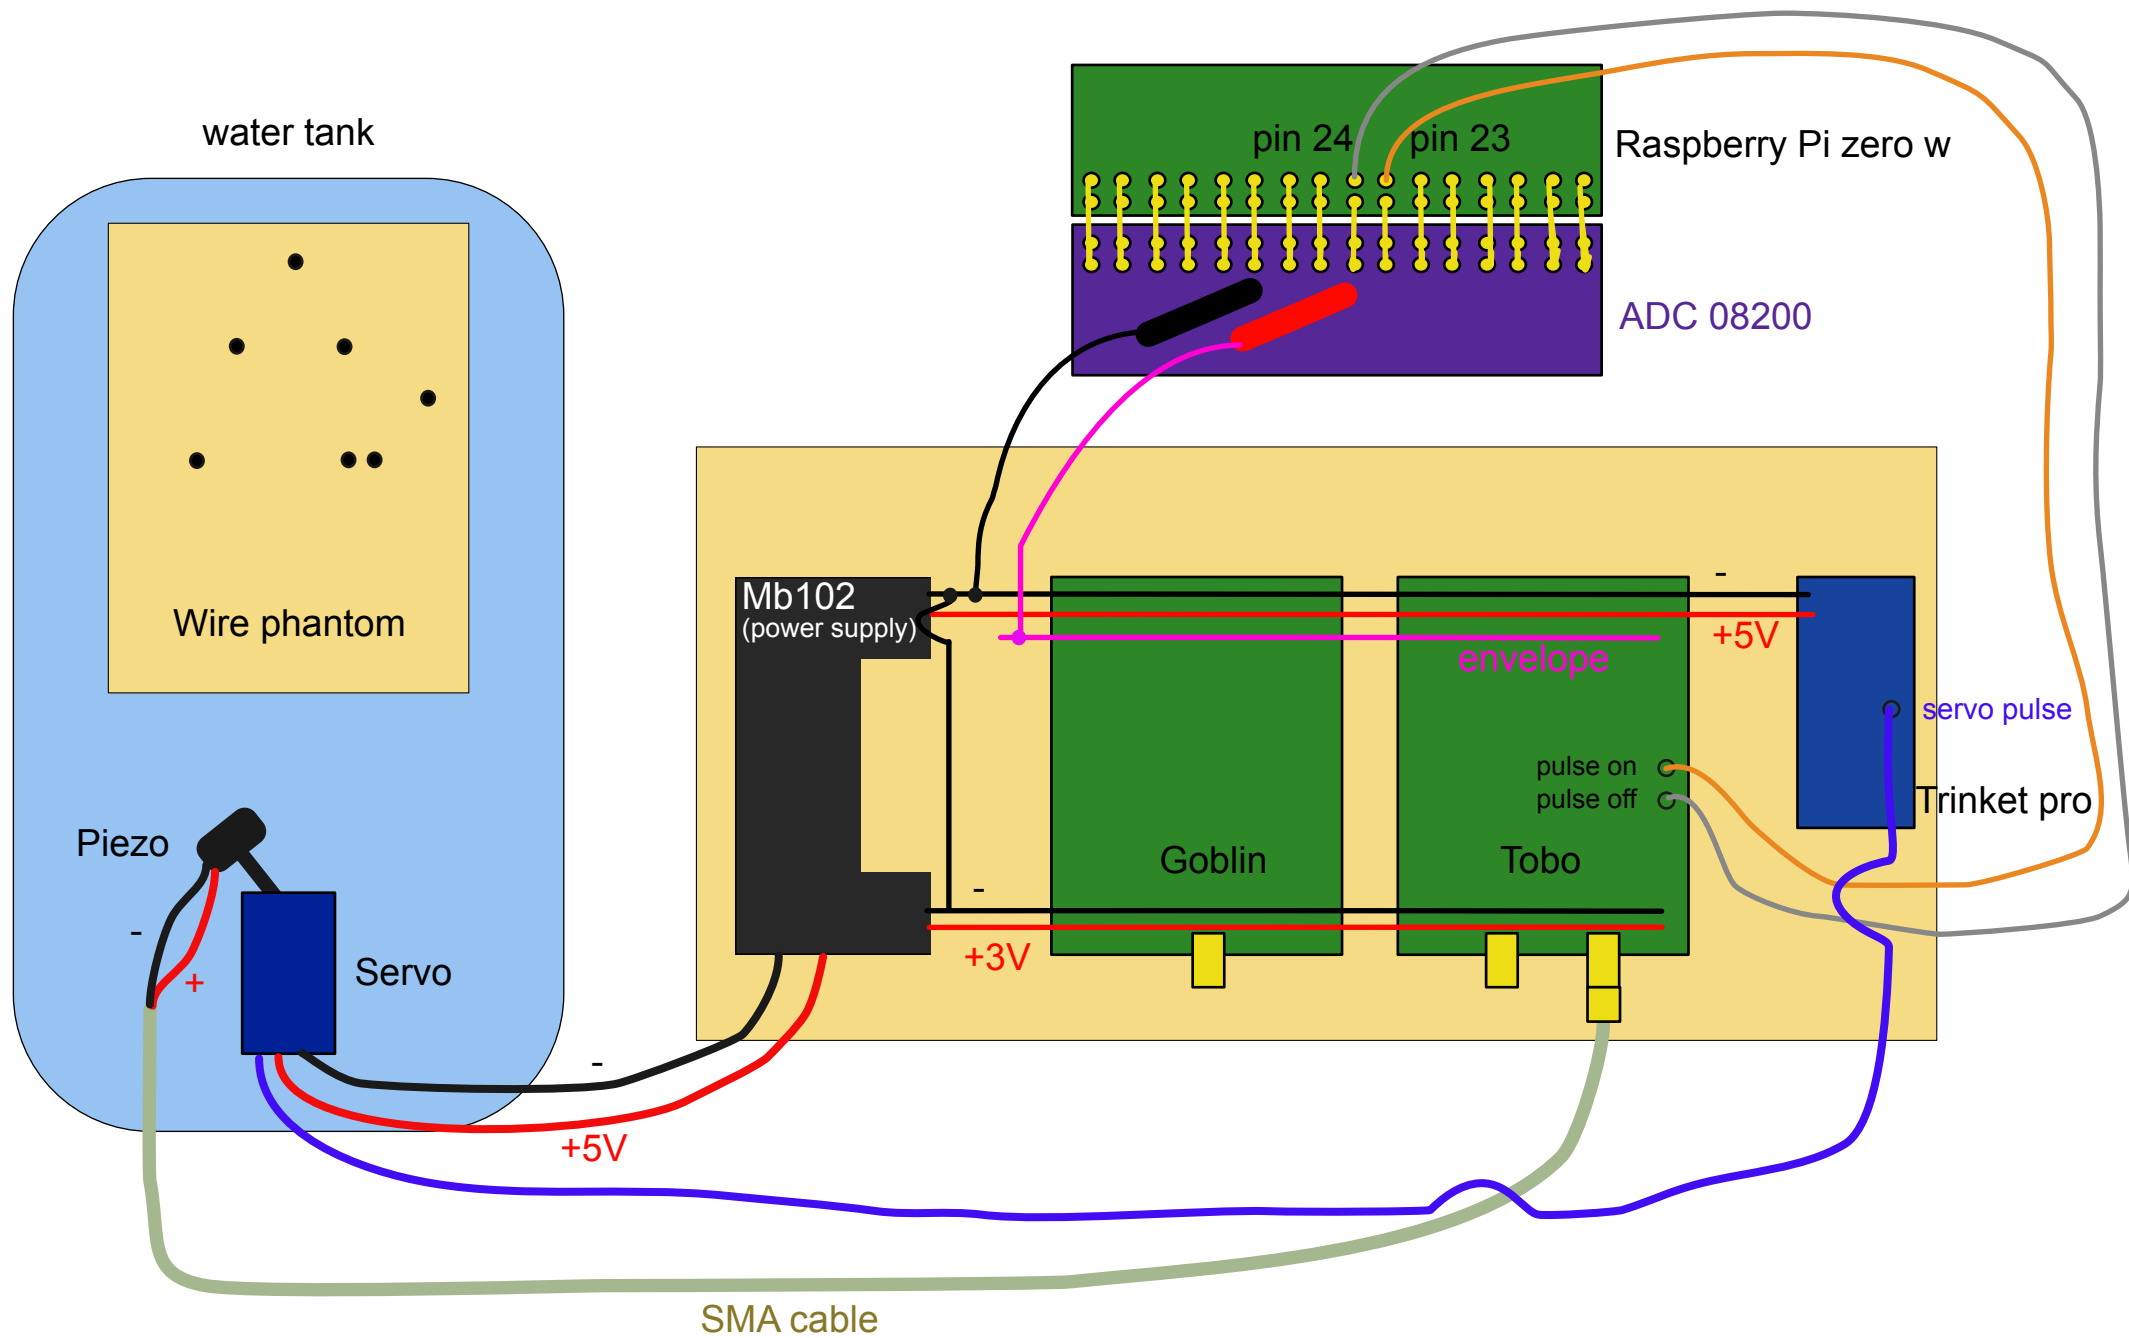 water tank
pin 24
pin 23
Raspberry Pi zero w
ADC 08200
Wire phantom
Mb102
(power supply)
-
+5V
envelope
servo pulse
pulse on
pulse off
Trinket pro
Piezo
Goblin
Tobo
-
-
+
Servo
+3V
-
+5V
SMA cable